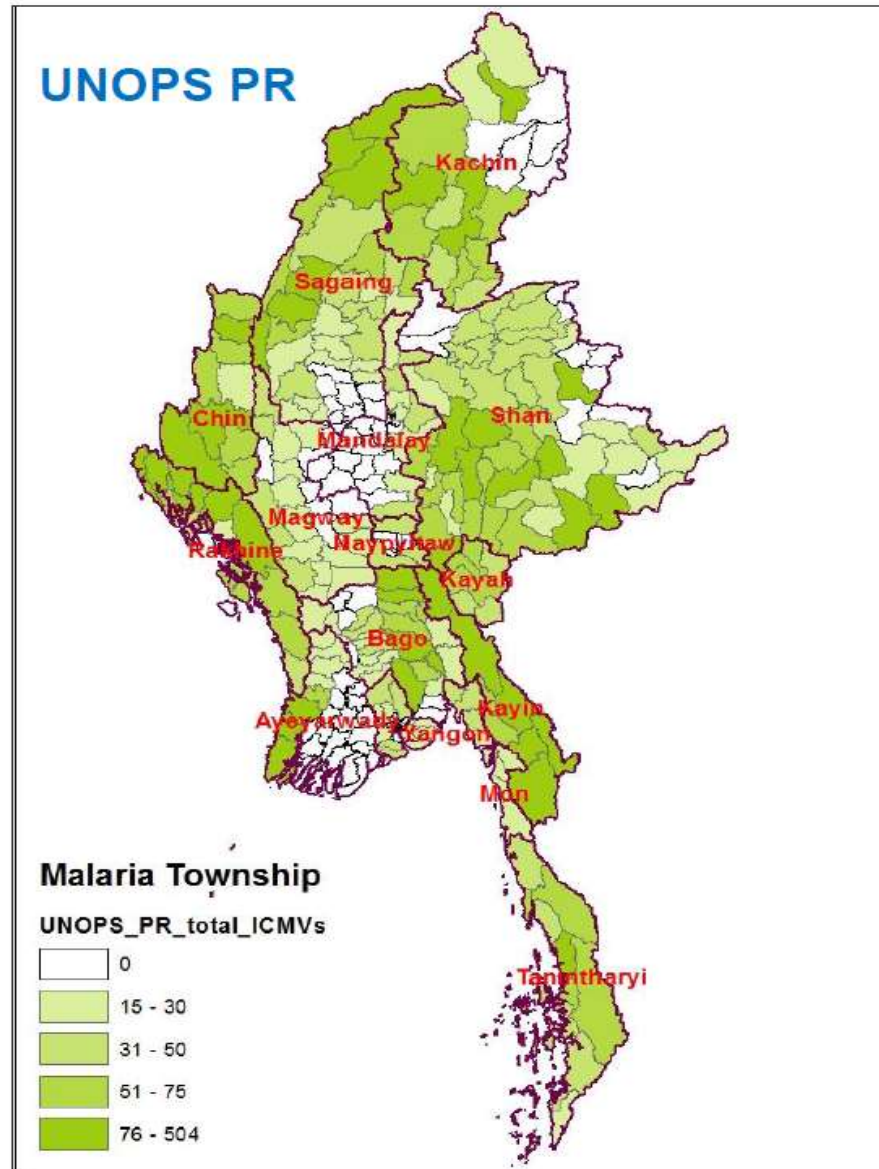 UNOPS PR
Kachin
Sagaing
Chin
Shan
Mandalay
Magway
Naypyitaw
Rakhine
Kayah
Bago
Ayeyarwady
Yangon
Kayin
Mon
Tanintharyi
Malaria Township
UNOPS_PR_total_ICMVs
0
15 - 30
31 - 50
51 - 75
76 - 504